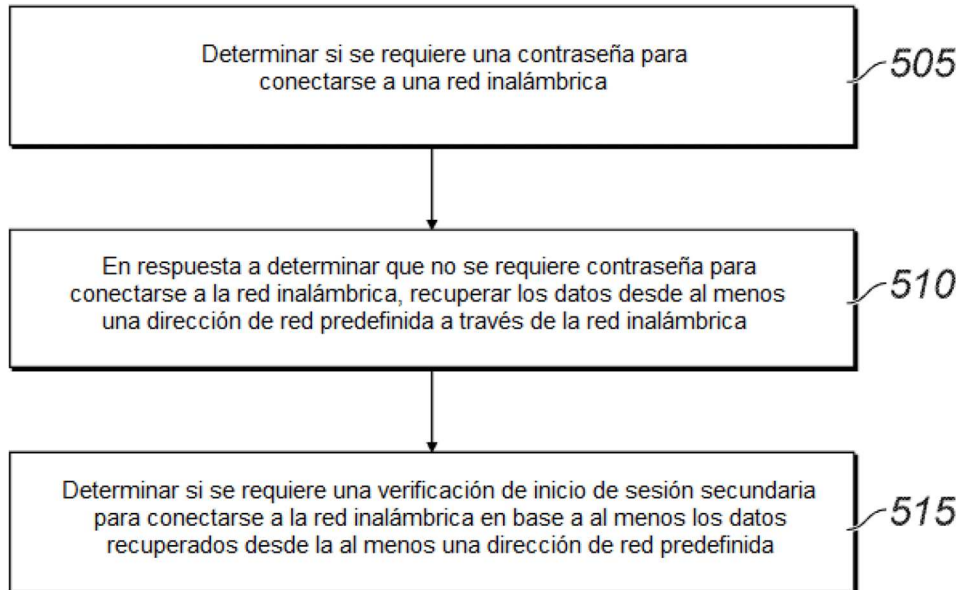 Determinar si se requiere una contraseña para
conectarse a una red inalámbrica
505
En respuesta a determinar que no se requiere contraseña para
conectarse a la red inalámbrica, recuperar los datos desde al menos
una dirección de red predefinida a través de la red inalámbrica
510
Determinar si se requiere una verificación de inicio de sesión secundaria
para conectarse a la red inalámbrica en base a al menos los datos
recuperados desde la al menos una dirección de red predefinida
515